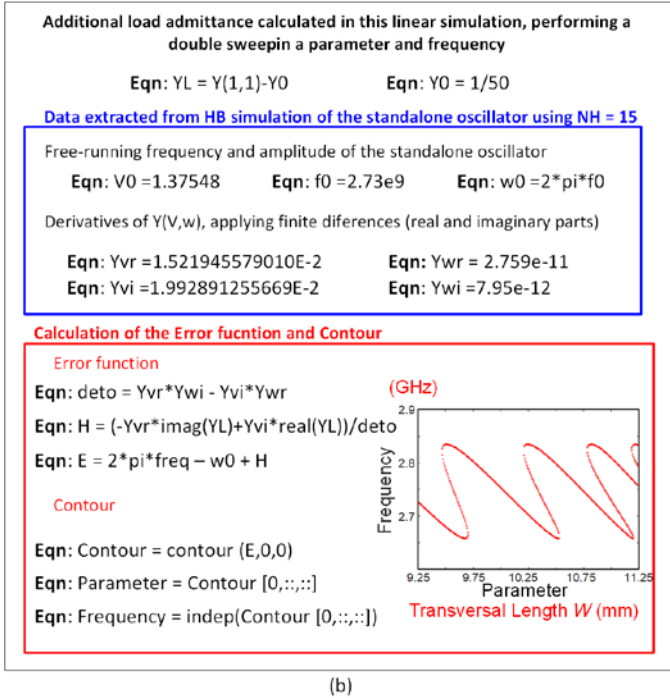 Additional load admittance calculated in this linear simulation, performing
a double sweepin a parameter and frequency
Eqn: YL = Y(1,1)-Y0 Eqn: Y0 = 1/50
Data extracted from HB simulation of the standalone oscillator using NH = 15
Free-running frequency and amplitude of the standalone oscillator
Eqn: V0 =1.37548 Eqn: f0 =2.73e9 Eqn: w0 =2*pi*f0
Derivatives of Y(V,w), applying finite diferences (real and imaginary parts)
Eqn: Yvr =1.521945579010E-2 Eqn: Ywr = 2.759e-11
Eqn: Yvi =1.992891255669E-2 Eqn: Ywi =7.95e-12
Calculation of the Error fucntion and Contour
Error function
Eqn: deto = Yvr*Ywi - Yvi*Ywr
Eqn: H = (-Yvr*imag(YL)+Yvi*real(YL))/deto
Eqn: E = 2*pi*freq – w0 + H
Contour
Eqn: Contour = contour (E,0,0)
Eqn: Parameter = Contour [0,::,::]
Eqn: Frequency = indep(Contour [0,::,::])
(GHz)
2.9
2.8
2.7
Frequency
9.25 9.75 10.25 10.75 11.25
Parameter
Transversal Length W (mm)
(b)